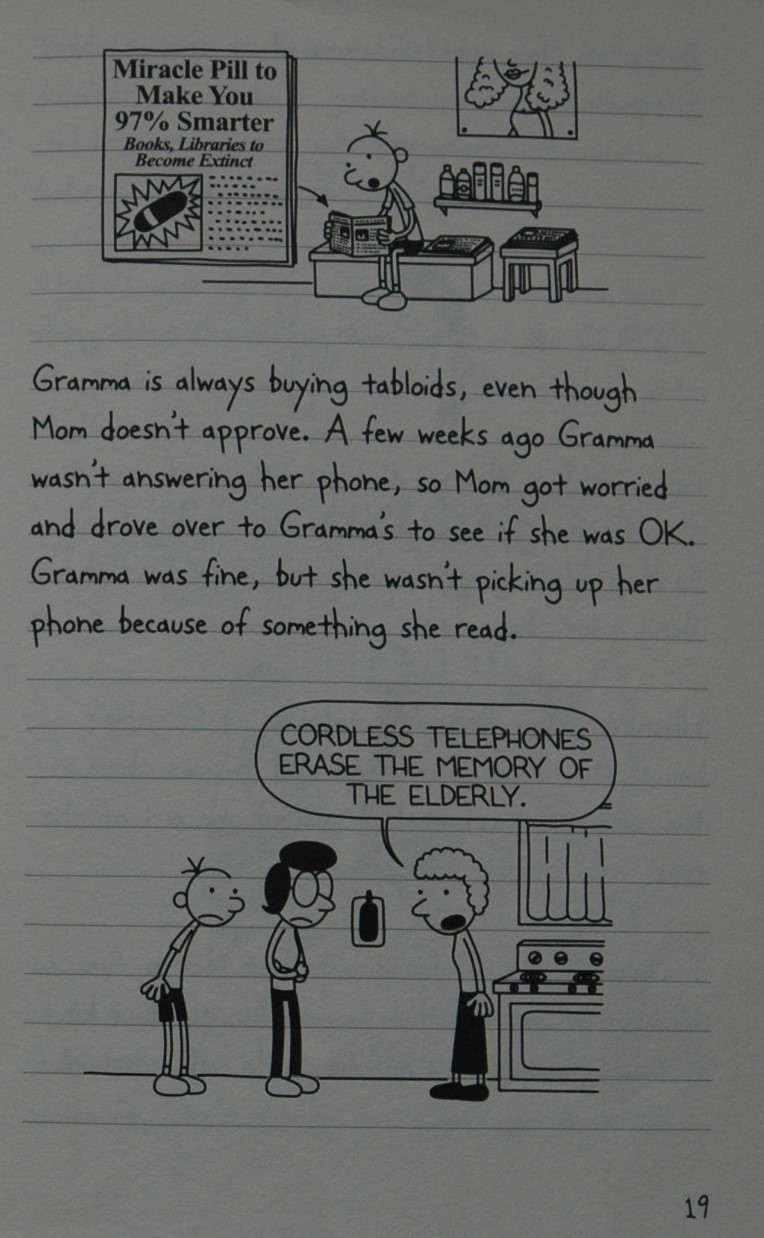 Miracle Pill to
Make You
97% Smarter
Books, Libraries to
Become Extinct
Gramma is always buying tabloids, even though
Mom doesn't approve. A few weeks ago Gramma
wasn't answering her phone, so Mom got worried
and drove over to Gramma's to see if she was OK.
Gramma was fine, but she wasn't picking up her
phone because of something she read.
CORDLESS TELEPHONES
ERASE THE MEMORY OF
THE ELDERLY.
19